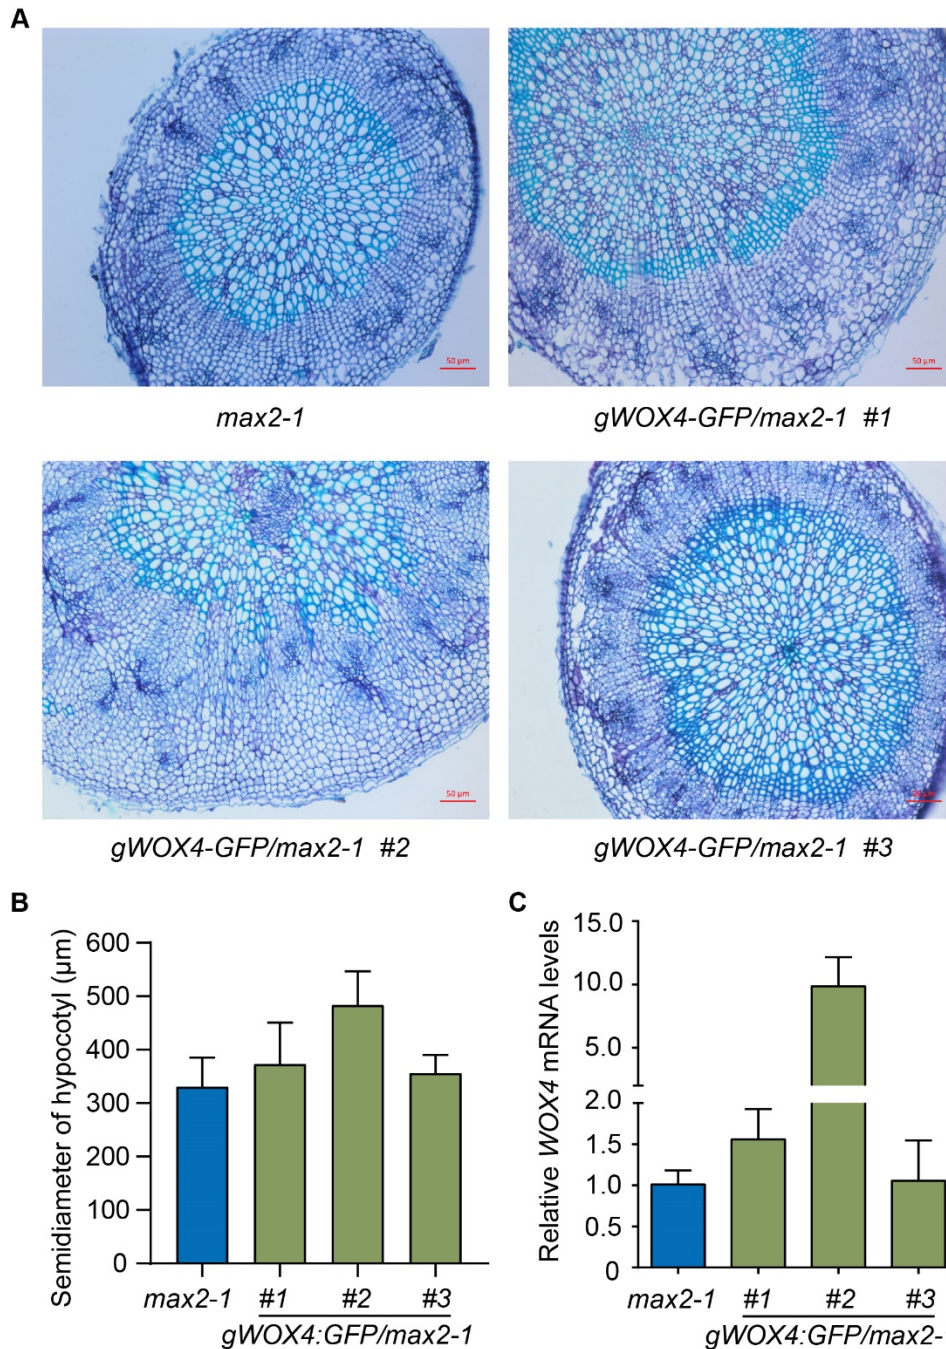 A
50 µm
50 µm
max2-1
gWOX4-GFP/max2-1 #1
50 µm
50 µm
gWOX4-GFP/max2-1 #2
gWOX4-GFP/max2-1 #3
B
Semidiameter of hypocotyl (µm)
600
500
400
300
200
100
0
max2-1
#1
#2
#3
gWOX4:GFP/max2-1
C
Relative WOX4 mRNA levels
15.0
10.0
5.0
2.0
1.5
1.0
0.5
0
max2-1
#1
#2
#3
gWOX4:GFP/max2-